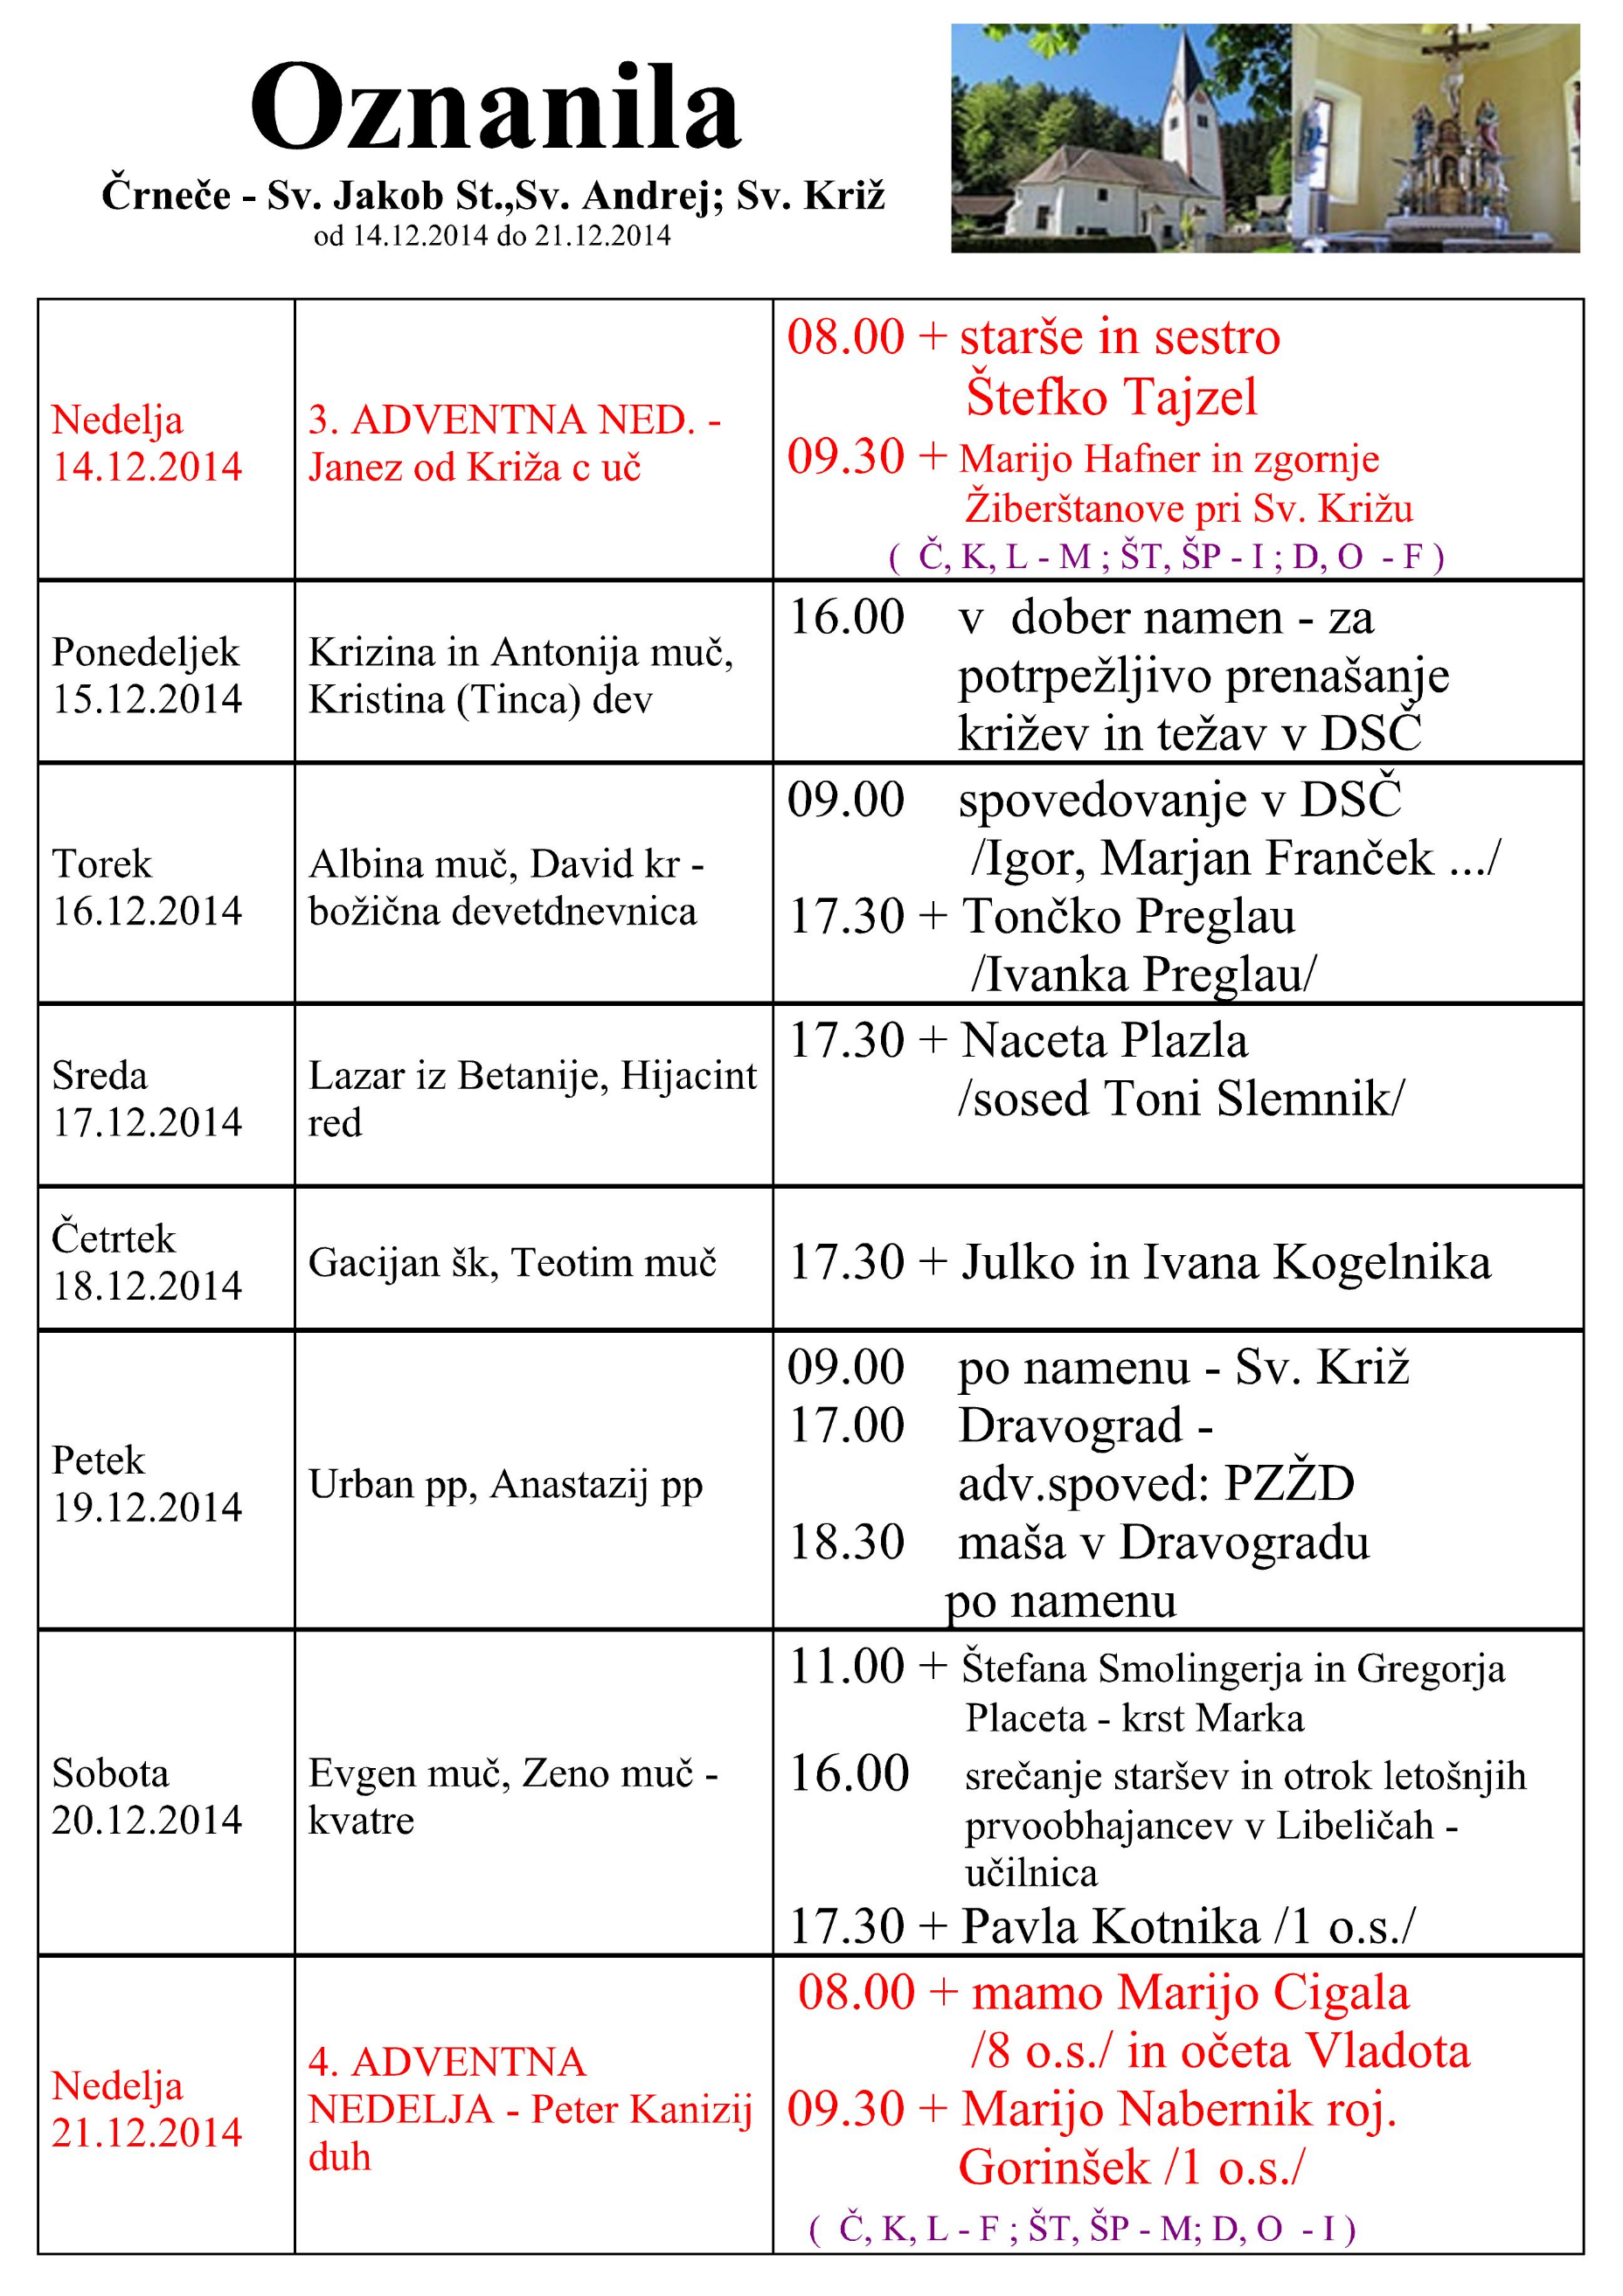 Oznanila
Črneče - Sv. Jakob St.,Sv. Andrej; Sv. Križ
od 14.12.2014 do 21.12.2014
Nedelja
14.12.2014
3. ADVENTNA NED. -
Janez od Križa c uč
08.00 + starše in sestro
Štefko Tajzel
09.30 + Marijo Hafner in zgornje
Žiberštanove pri Sv. Križu
( Č, K, L - M ; ŠT, ŠP - I ; D, O - F )
Ponedeljek
15.12.2014
Krizina in Antonija muč,
Kristina (Tinca) dev
16.00 v dober namen - za
potrpežljivo prenašanje
križev in težav v DSČ
Torek
16.12.2014
Albina muč, David kr -
božična devetdnevnica
09.00 spovedovanje v DSČ
/Igor, Marjan Franček .../
17.30 + Tončko Preglau
/Ivanka Preglau/
Sreda
17.12.2014
Lazar iz Betanije, Hijacint
red
17.30 + Naceta Plazla
/sosed Toni Slemnik/
Četrtek
18.12.2014
Gacijan šk, Teotim muč
17.30 + Julko in Ivana Kogelnika
Petek
19.12.2014
Urban pp, Anastazij pp
09.00 po namenu - Sv. Križ
17.00 Dravograd -
adv.spoved: PZŽD
18.30 maša v Dravogradu
po namenu
Sobota
20.12.2014
Evgen muč, Zeno muč -
kvatre
11.00 + Štefana Smolingerja in Gregorja
Placeta - krst Marka
16.00 srečanje staršev in otrok letošnjih
prvoobhajancev v Libeličah -
učilnica
17.30 + Pavla Kotnika /1 o.s./
Nedelja
21.12.2014
4. ADVENTNA
NEDELJA - Peter Kanizij
duh
08.00 + mamo Marijo Cigala
/8 o.s./ in očeta Vladota
09.30 + Marijo Nabernik roj.
Gorinšek /1 o.s./
( Č, K, L - F ; ŠT, ŠP - M; D, O - I )